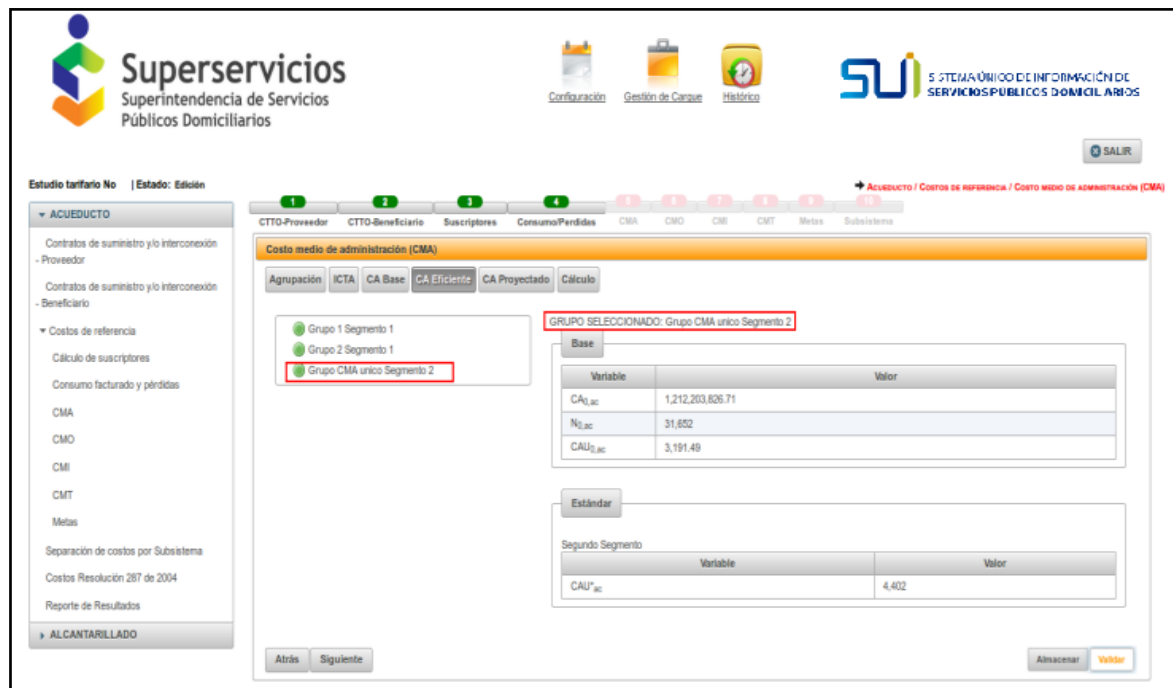 Superservicios
Superintendencia de Servicios
Públicos Domiciliarios
Configuración Gestión de Cargue Histórico
SUI SISTEMA ÚNICO DE INFORMACIÓN DE
SERVICIOS PÚBLICOS DOMICILIARIOS
SALIR
Estudio tarifario No | Estado: Edición
ACUEDUCTO / COSTOS DE REFERENCIA / COSTO MEDIO DE ADMINISTRACIÓN (CMA)
1 2 3 4 5 6 7 8 9 10
CTTO-Proveedor CTTO-Beneficiario Suscriptores Consumo/Perdidas CMA CMO CMI CMT Metas Subsistema
ACUEDUCTO
Contratos de suministro y/o interconexión
- Proveedor
Contratos de suministro y/o interconexión
- Beneficiario
Costos de referencia
Cálculo de suscriptores
Consumo facturado y pérdidas
CMA
CMO
CMI
CMT
Metas
Separación de costos por Subsistema
Costos Resolución 287 de 2004
Reporte de Resultados
ALCANTARILLADO
Costo medio de administración (CMA)
Agrupación ICTA CA Base CA Eficiente CA Proyectado Cálculo
Grupo 1 Segmento 1
Grupo 2 Segmento 1
Grupo CMA unico Segmento 2
GRUPO SELECCIONADO: Grupo CMA unico Segmento 2
Base
Variable Valor
CA0,ac 1,212,203,826.71
N0,ac 31,652
CAU0,ac 3,191.49
Estándar
Segundo Segmento
Variable Valor
CAU*ac 4,402
Atrás Siguiente
Almacenar Validar